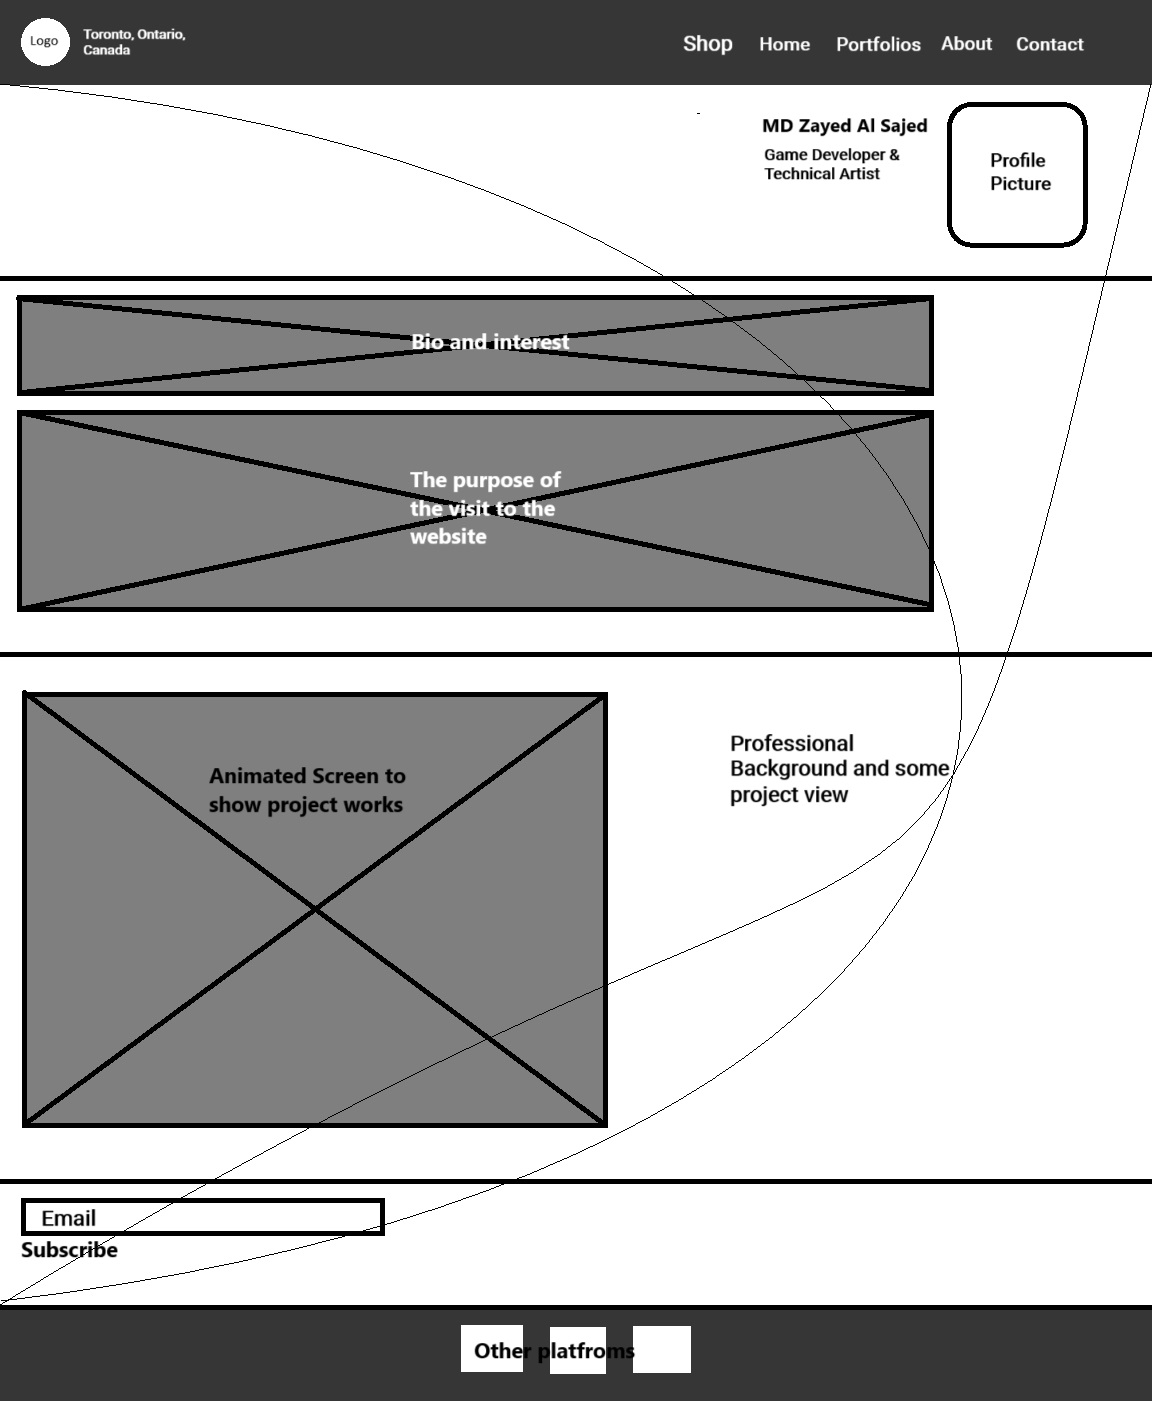 Logo
Toronto, Ontario,
Canada
Shop Home Portfolios About Contact
MD Zayed Al Sajed
Game Developer &
Technical Artist
Profile
Picture
Bio and interest
The purpose of
the visit to the
website
Animated Screen to
show project works
Professional
Background and some
project view
Email
Subscribe
Other platfroms